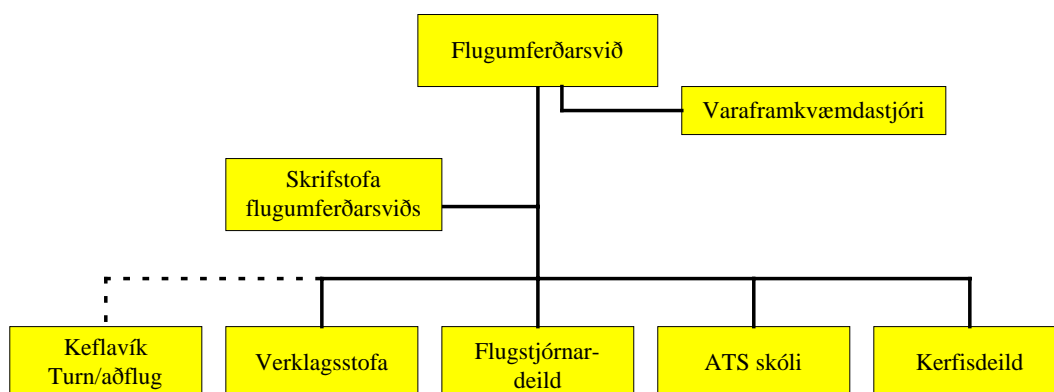 Flugumferðarsvið
Varaframkvæmdastjóri
Skrifstofa
flugumferðarsviðs
Keflavík
Turn/aðflug
Verklagsstofa
Flugstjórnar-
deild
ATS skóli
Kerfisdeild